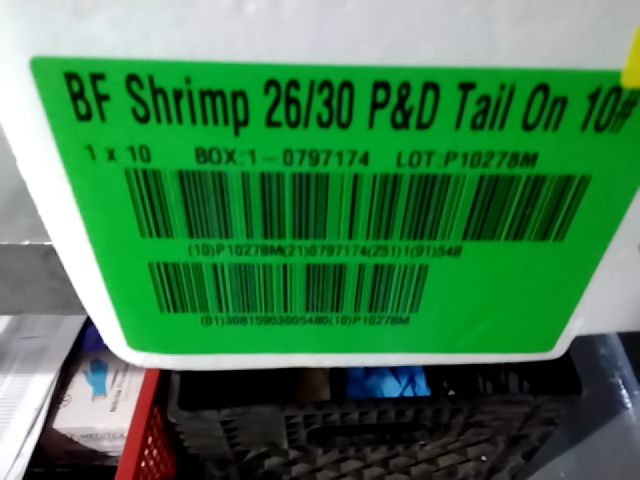 BF Shrimp 26/30 P&D Tail On 10#
1 x 10 BOX:1-0797174 LOT:P10278M
(10)P10278M(21)0797174(251)1(91)548
(01)30815953005480(10)P10278M